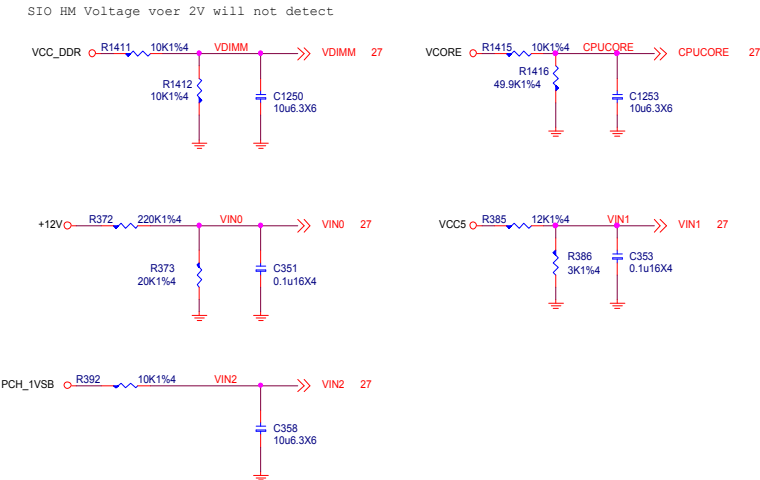 SIO HM Voltage voer 2V will not detect
VCC_DDR R1411 10K1%4 VDIMM VDIMM 27
R1412
10K1%4
C1250
10u6.3X6
VCORE R1415 10K1%4 CPUCORE CPUCORE 27
R1416
49.9K1%4
C1253
10u6.3X6
+12V R372 220K1%4 VIN0 VIN0 27
R373
20K1%4
C351
0.1u16X4
VCC5 R385 12K1%4 VIN1 VIN1 27
R386
3K1%4
C353
0.1u16X4
PCH_1VSB R392 10K1%4 VIN2 VIN2 27
C358
10u6.3X6